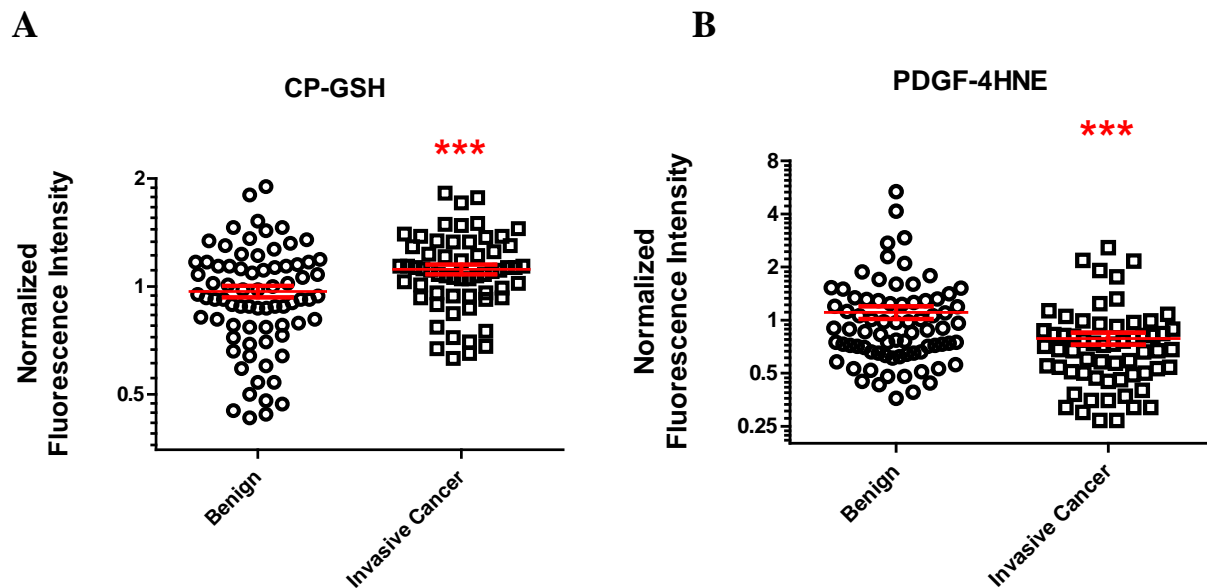 A
CP-GSH
***
Normalized
Fluorescence Intensity
2
1
0.5
Benign
Invasive Cancer
B
PDGF-4HNE
***
Normalized
Fluorescence Intensity
8
4
2
1
0.5
0.25
Benign
Invasive Cancer